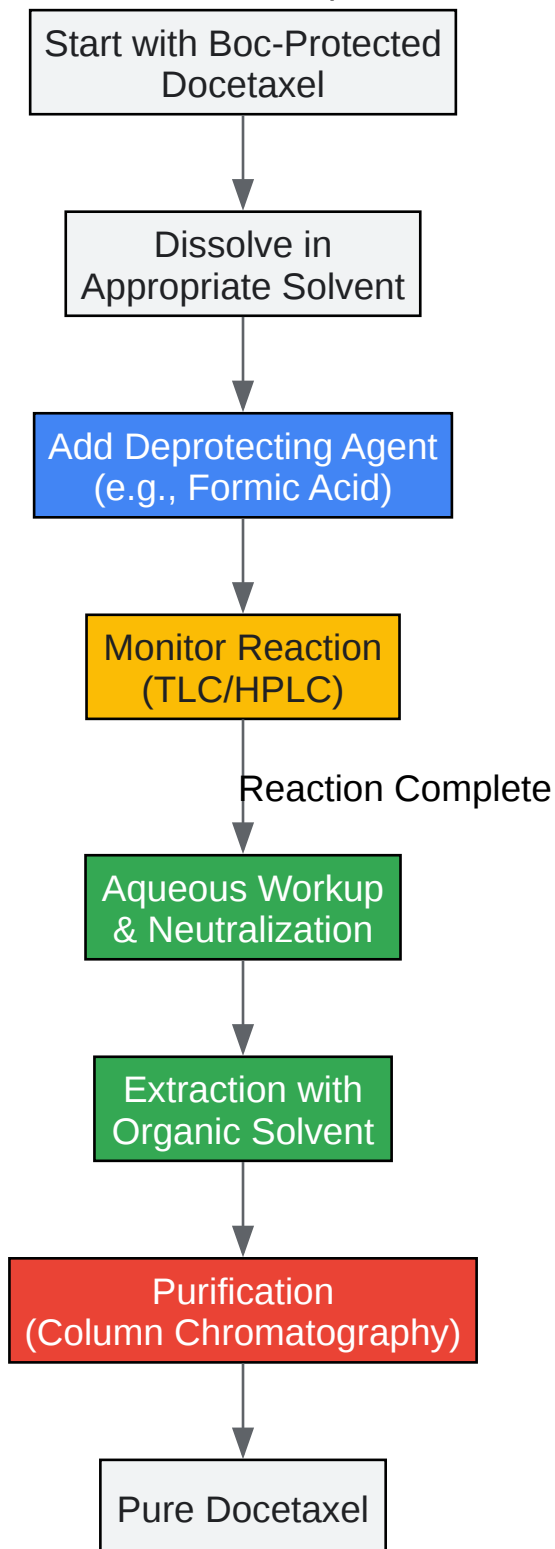 Start with Boc-Protected
Docetaxel
Dissolve in
Appropriate Solvent
Add Deprotecting Agent
(e.g., Formic Acid)
Monitor Reaction
(TLC/HPLC)
Reaction Complete
Aqueous Workup
& Neutralization
Extraction with
Organic Solvent
Purification
(Column Chromatography)
Pure Docetaxel